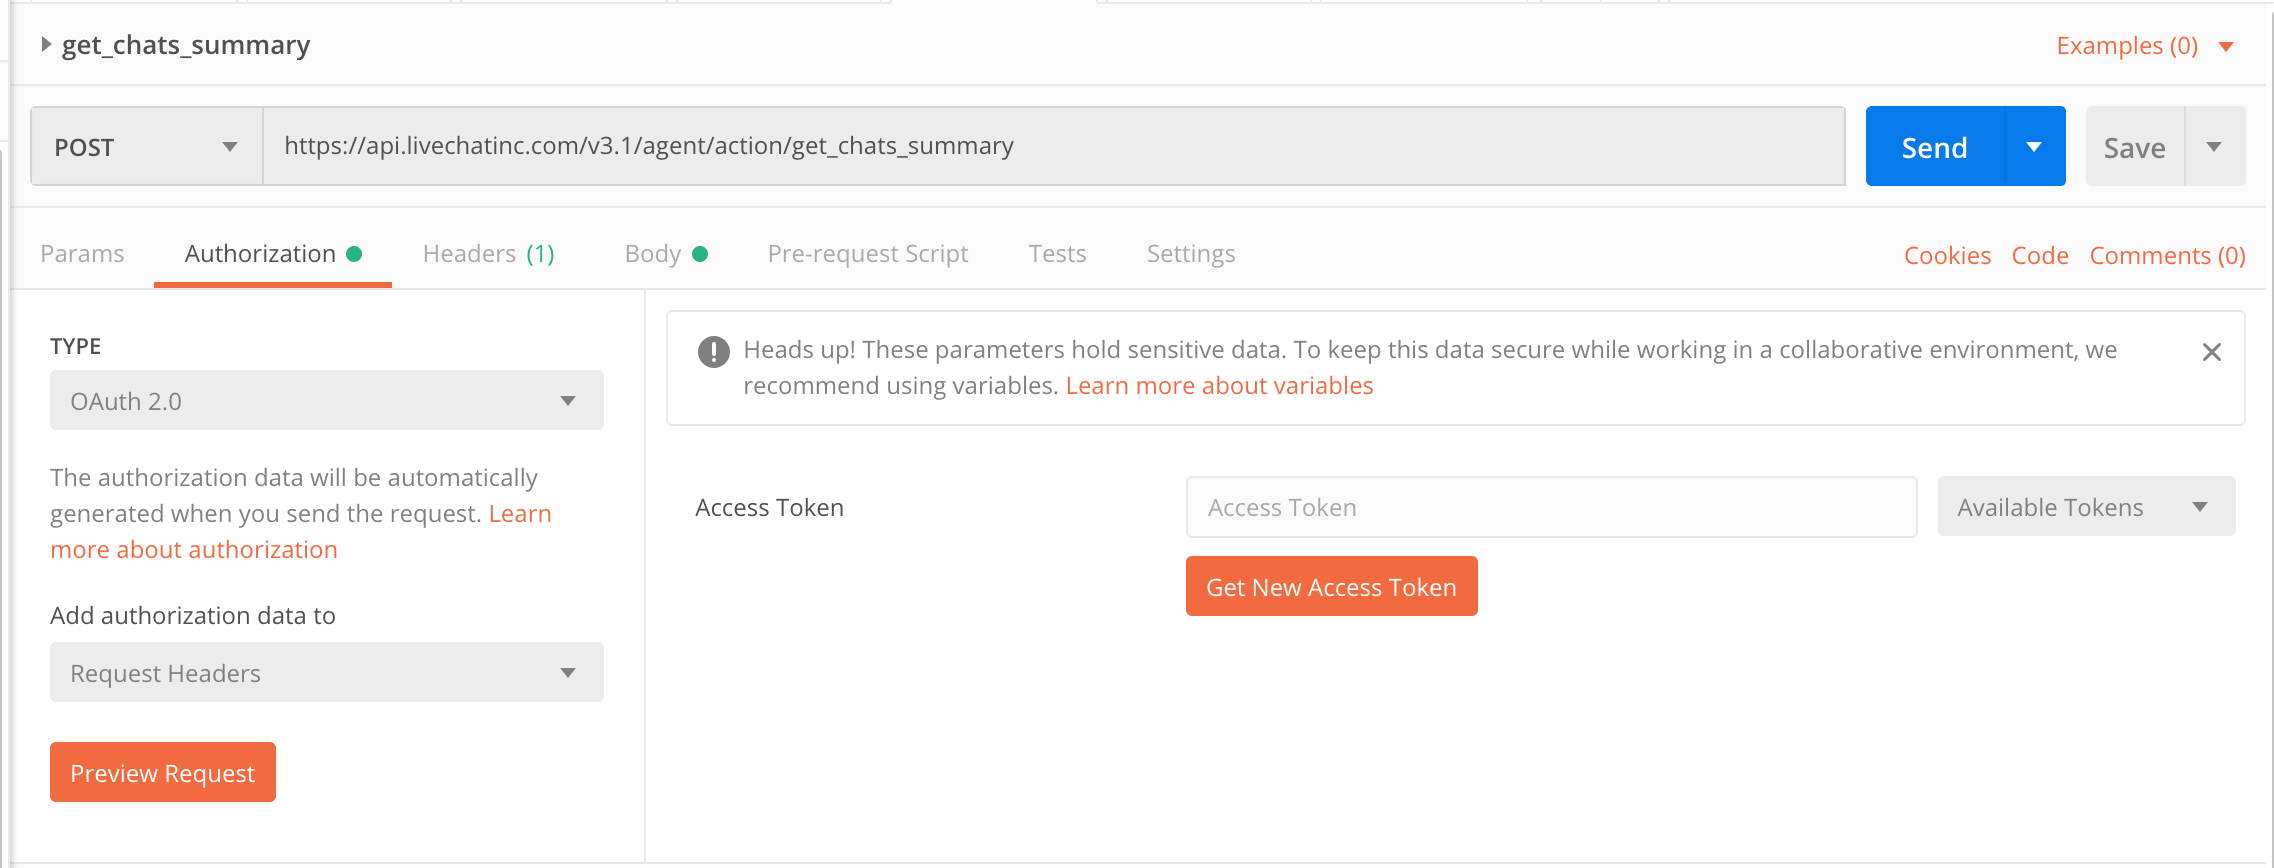 get_chats_summary
Examples (0)
POST
https://api.livechatinc.com/v3.1/agent/action/get_chats_summary
Send
Save
Params
Authorization
Headers (1)
Body
Pre-request Script
Tests
Settings
Cookies
Code
Comments (0)
TYPE
OAuth 2.0
The authorization data will be automatically
generated when you send the request. Learn
more about authorization
Add authorization data to
Request Headers
Preview Request
Heads up! These parameters hold sensitive data. To keep this data secure while working in a collaborative environment, we
recommend using variables. Learn more about variables
Access Token
Access Token
Available Tokens
Get New Access Token